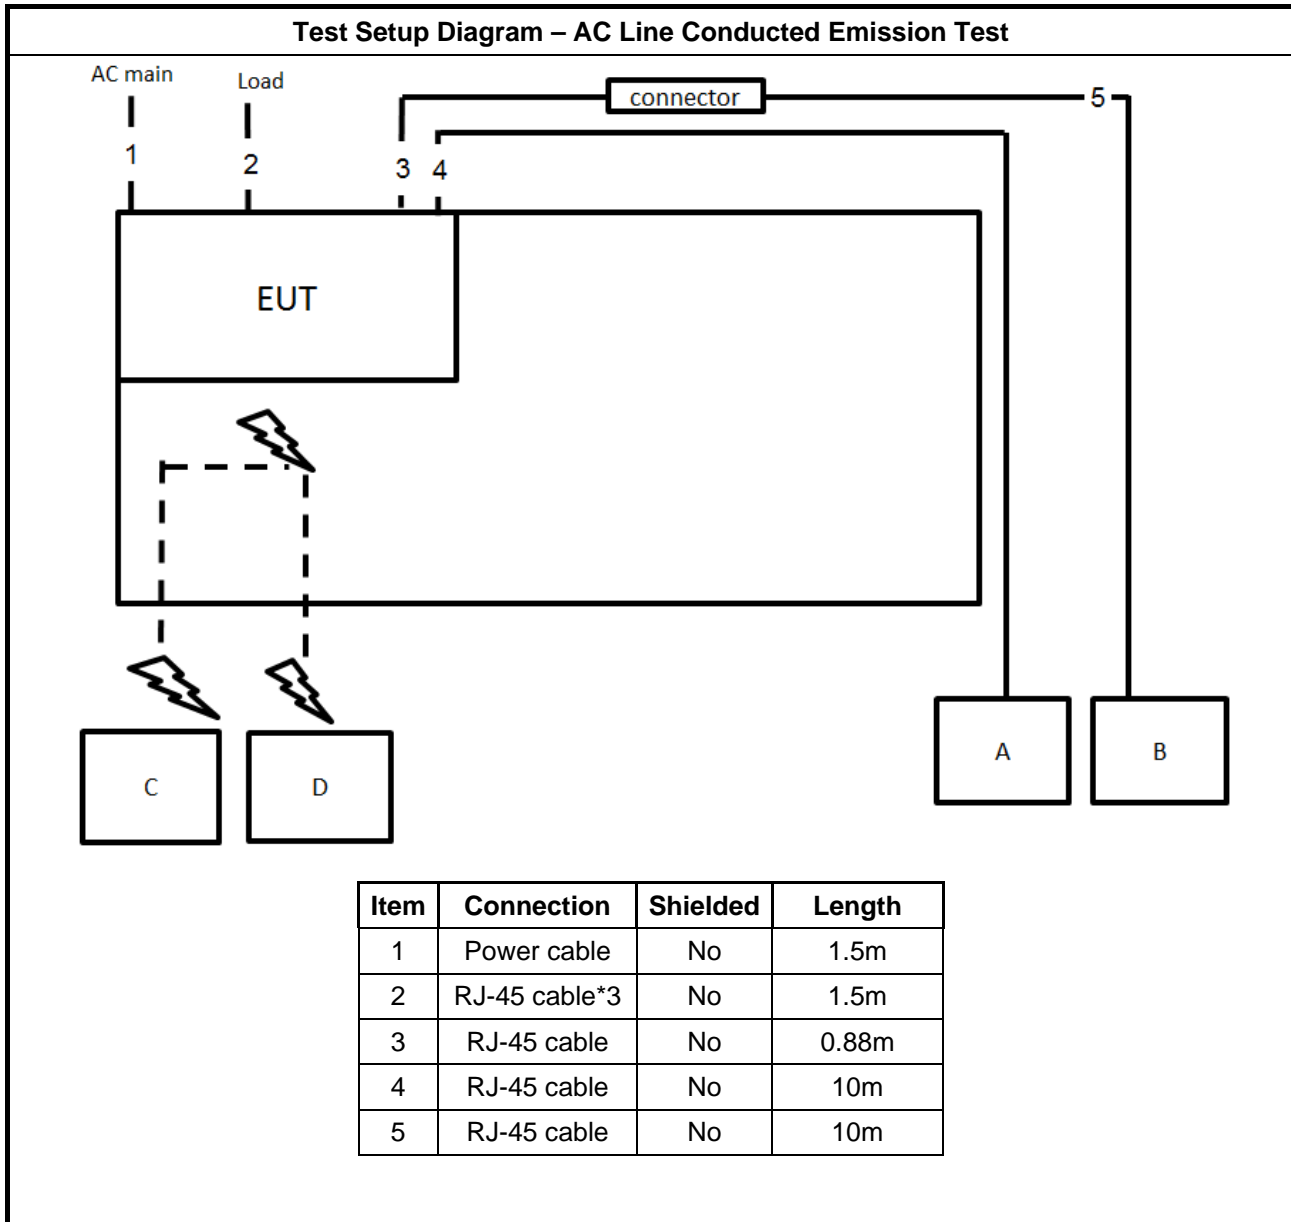 Test Setup Diagram – AC Line Conducted Emission Test
AC main
Load
connector
5
1
2
3
4
EUT
A
B
C
D
Item Connection Shielded Length
1 Power cable No 1.5m
2 RJ-45 cable*3 No 1.5m
3 RJ-45 cable No 0.88m
4 RJ-45 cable No 10m
5 RJ-45 cable No 10m